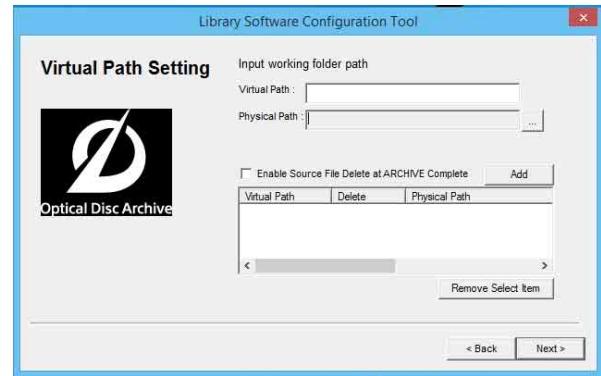 Library Software Configuration Tool
Virtual Path Setting
Input working folder path
Virtual Path :
Physical Path :
...
Optical Disc Archive
Enable Source File Delete at ARCHIVE Complete
Add
Virtual Path Delete Physical Path
Remove Select Item
< Back Next >